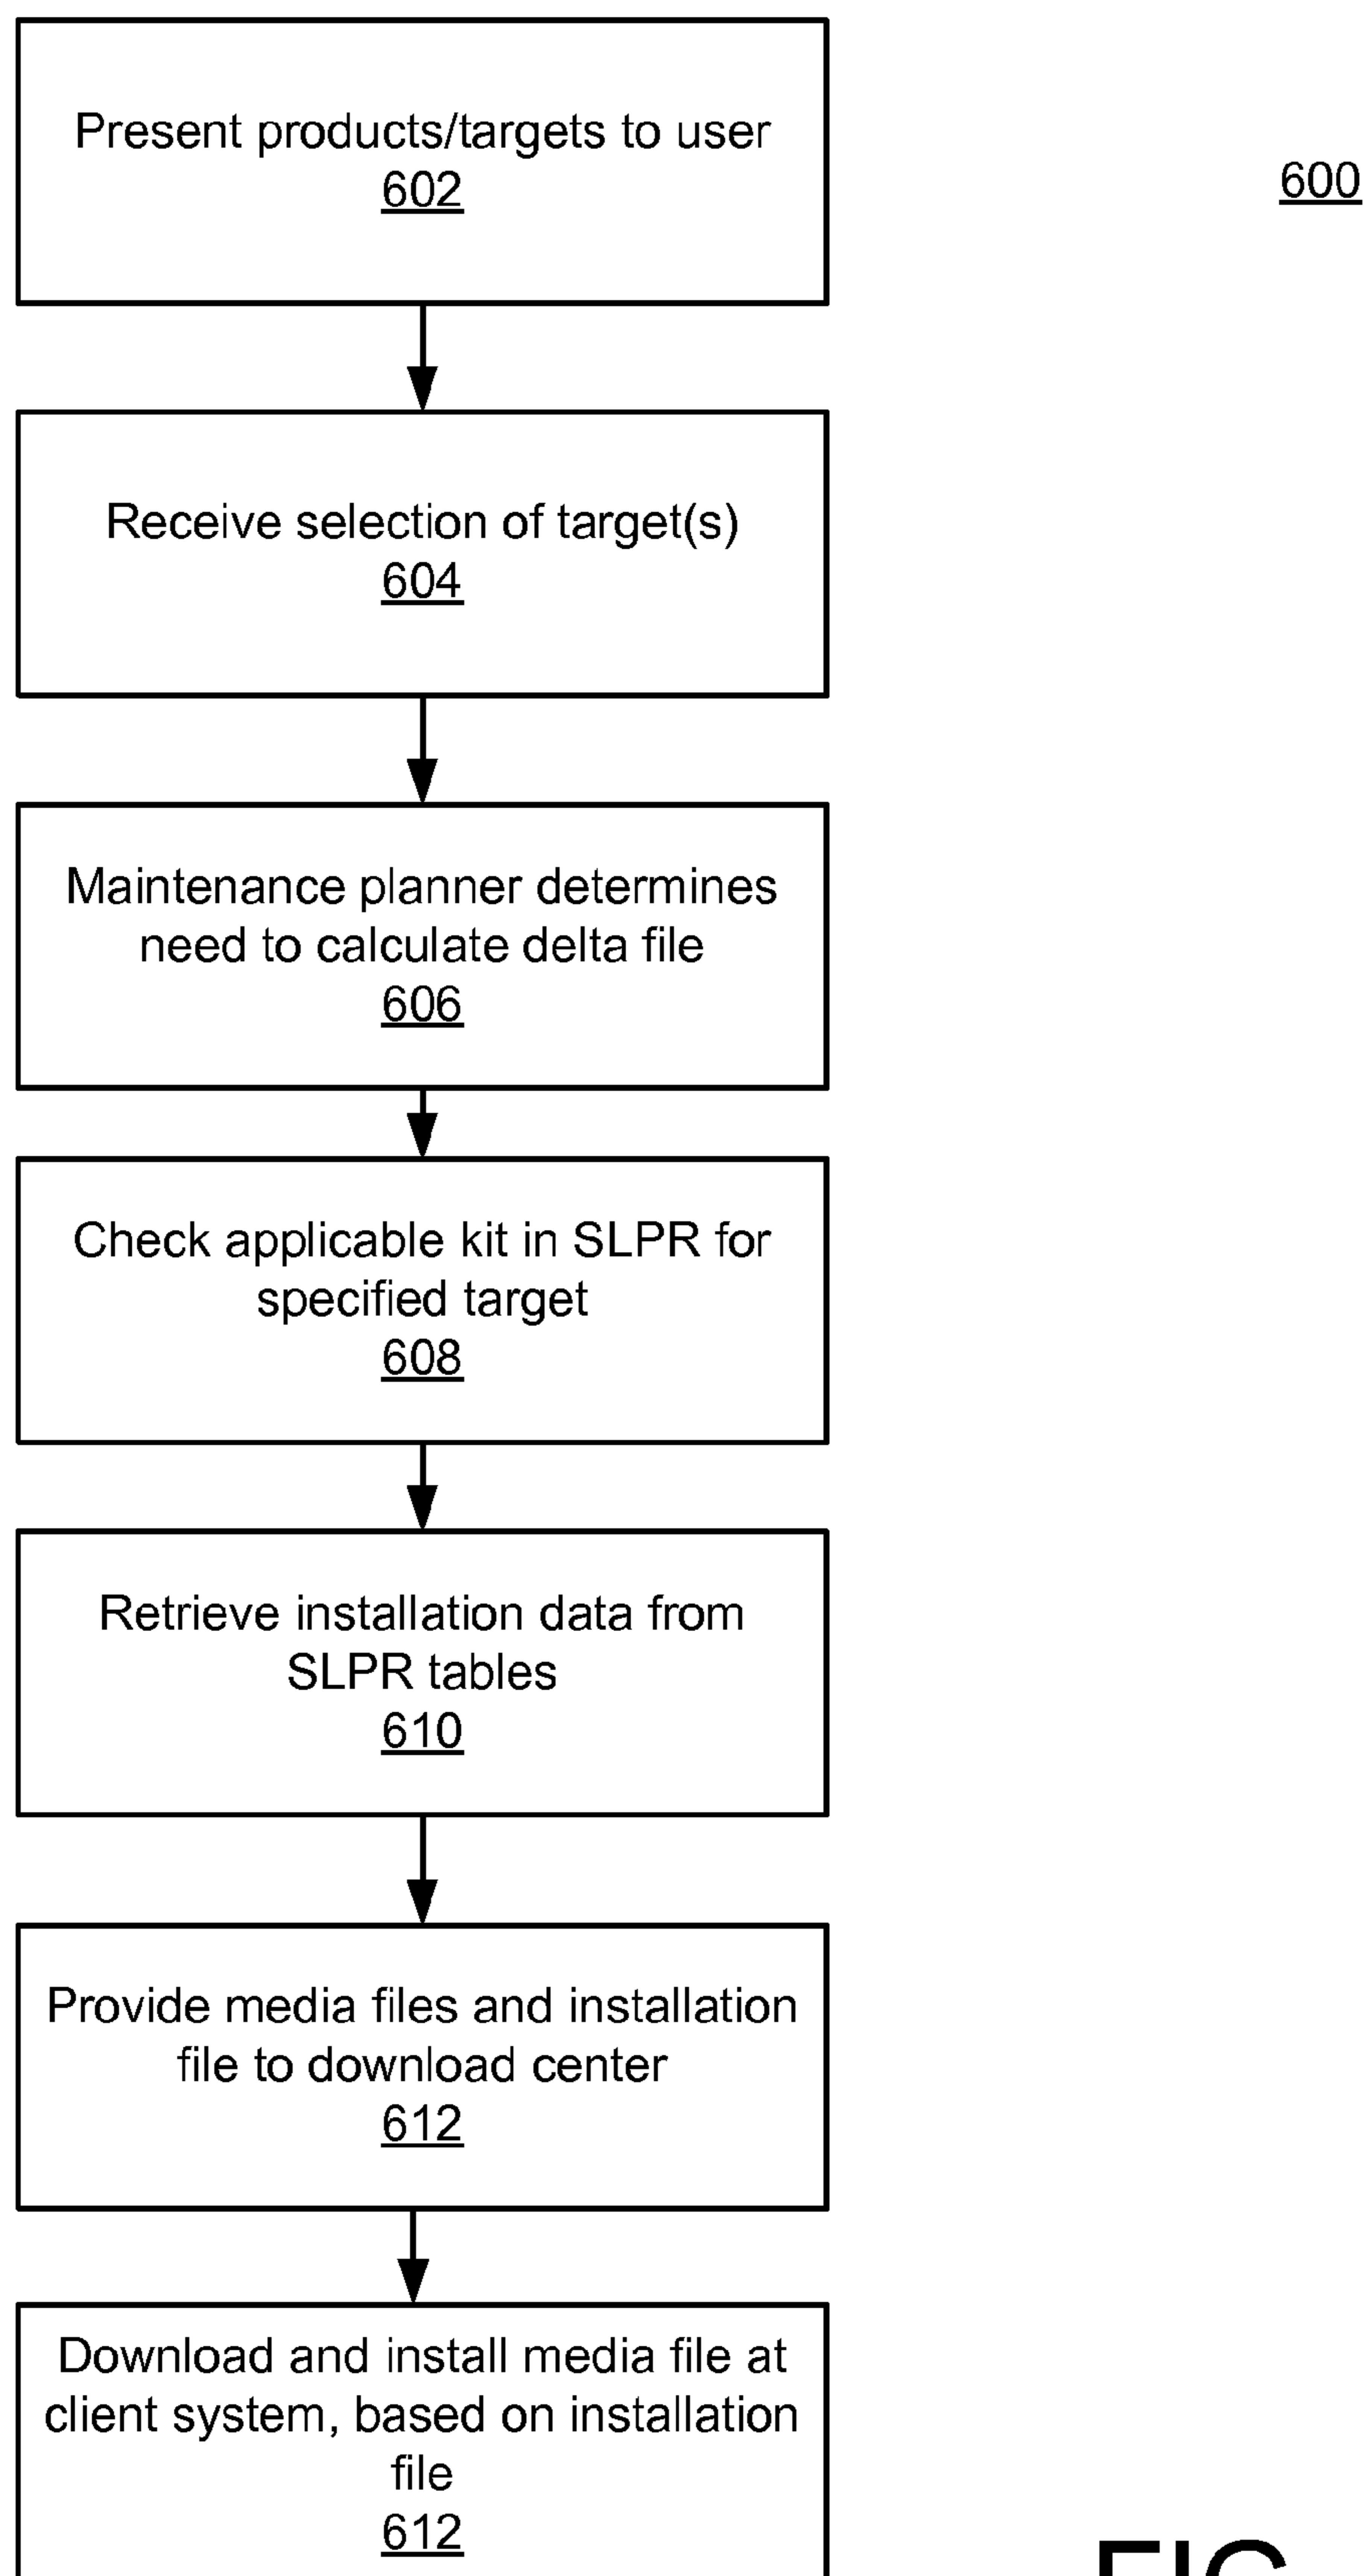 Present products/targets to user
602
600
Receive selection of target(s)
604
Maintenance planner determines
need to calculate delta file
606
Check applicable kit in SLPR for
specified target
608
Retrieve installation data from
SLPR tables
610
Provide media files and installation
file to download center
612
Download and install media file at
client system, based on installation
file
612
FIG